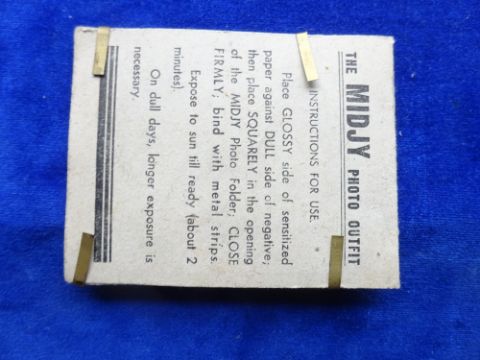 THE MIDJY PHOTO OUTFIT
INSTRUCTIONS FOR USE.
Place GLOSSY side of sensitized
paper against DULL side of negative;
then place SQUARELY in the opening
of the MIDJY Photo Folder; CLOSE
FIRMLY; bind with metal strips.
Expose to sun till ready (about 2
minutes).
On dull days, longer exposure is
necessary.